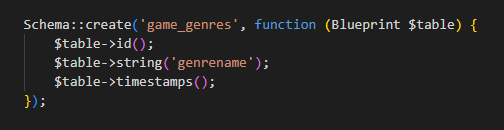 Schema::create('game_genres', function (Blueprint $table) {
    $table->id();
    $table->string('genrename');
    $table->timestamps();
});